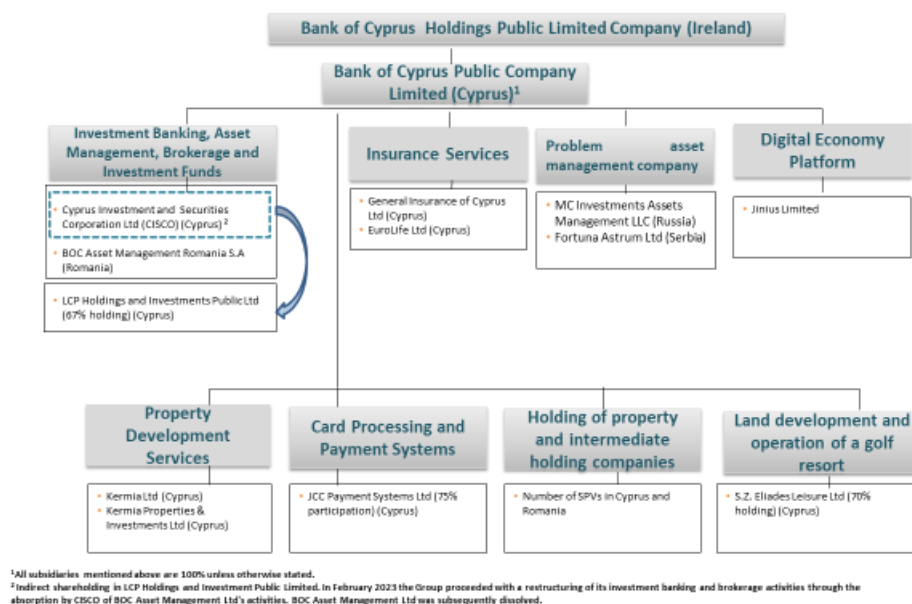 Bank of Cyprus Holdings Public Limited Company (Ireland)
Bank of Cyprus Public Company
Limited (Cyprus)¹
Investment Banking, Asset
Management, Brokerage and
Investment Funds
Cyprus Investment and Securities
Corporation Ltd (CISCO) (Cyprus) ²
BOC Asset Management Romania S.A
(Romania)
LCP Holdings and Investments Public Ltd
(67% holding) (Cyprus)
Insurance Services
General Insurance of Cyprus
Ltd (Cyprus)
EuroLife Ltd (Cyprus)
Problem asset
management company
MC Investments Assets
Management LLC (Russia)
Fortuna Astrum Ltd (Serbia)
Digital Economy
Platform
Jinius Limited
Property
Development
Services
Kermia Ltd (Cyprus)
Kermia Properties &
Investments Ltd (Cyprus)
Card Processing and
Payment Systems
JCC Payment Systems Ltd (75%
participation) (Cyprus)
Holding of property
and intermediate
holding companies
Number of SPVs in Cyprus and
Romania
Land development and
operation of a golf
resort
S.Z. Eliades Leisure Ltd (70%
holding) (Cyprus)
¹All subsidiaries mentioned above are 100% unless otherwise stated.
² Indirect shareholding in LCP Holdings and Investment Public Limited. In February 2023 the Group proceeded with a restructuring of its investment banking and brokerage activities through the
absorption by CISCO of BOC Asset Management Ltd's activities. BOC Asset Management Ltd was subsequently dissolved.